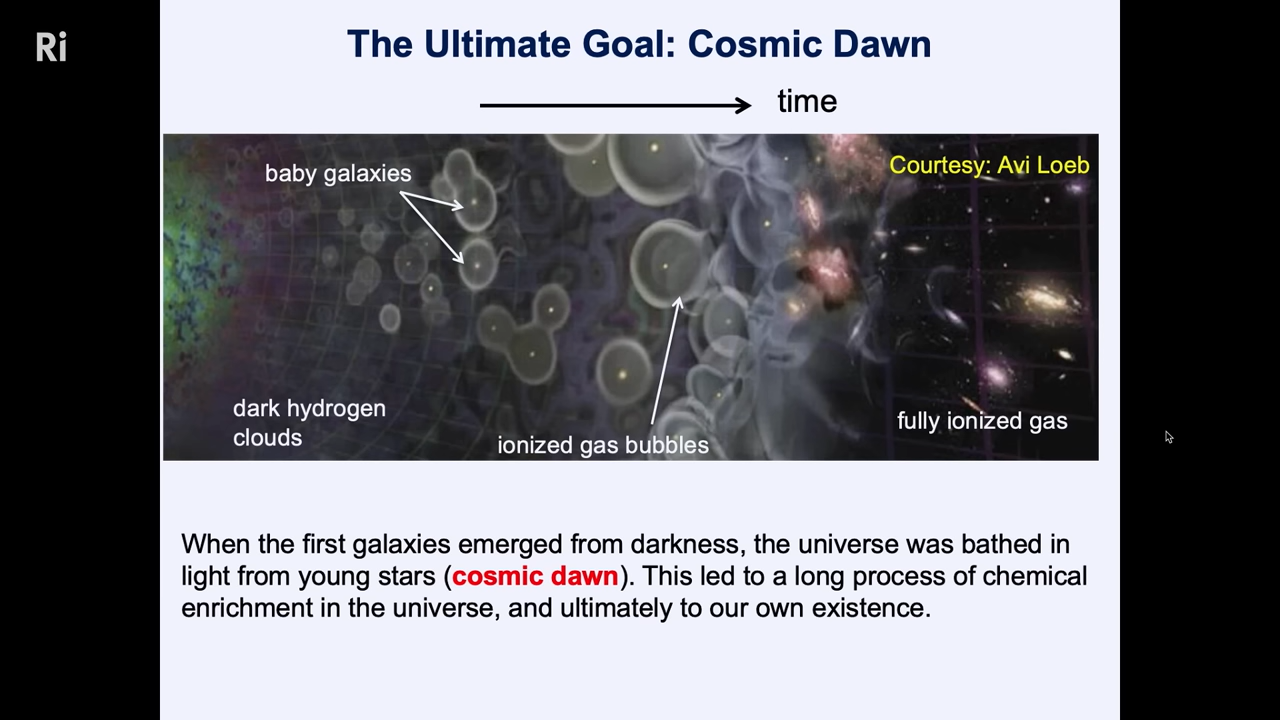 Ri
The Ultimate Goal: Cosmic Dawn
time
baby galaxies
Courtesy: Avi Loeb
dark hydrogen
clouds
ionized gas bubbles
fully ionized gas
When the first galaxies emerged from darkness, the universe was bathed in
light from young stars (cosmic dawn). This led to a long process of chemical
enrichment in the universe, and ultimately to our own existence.